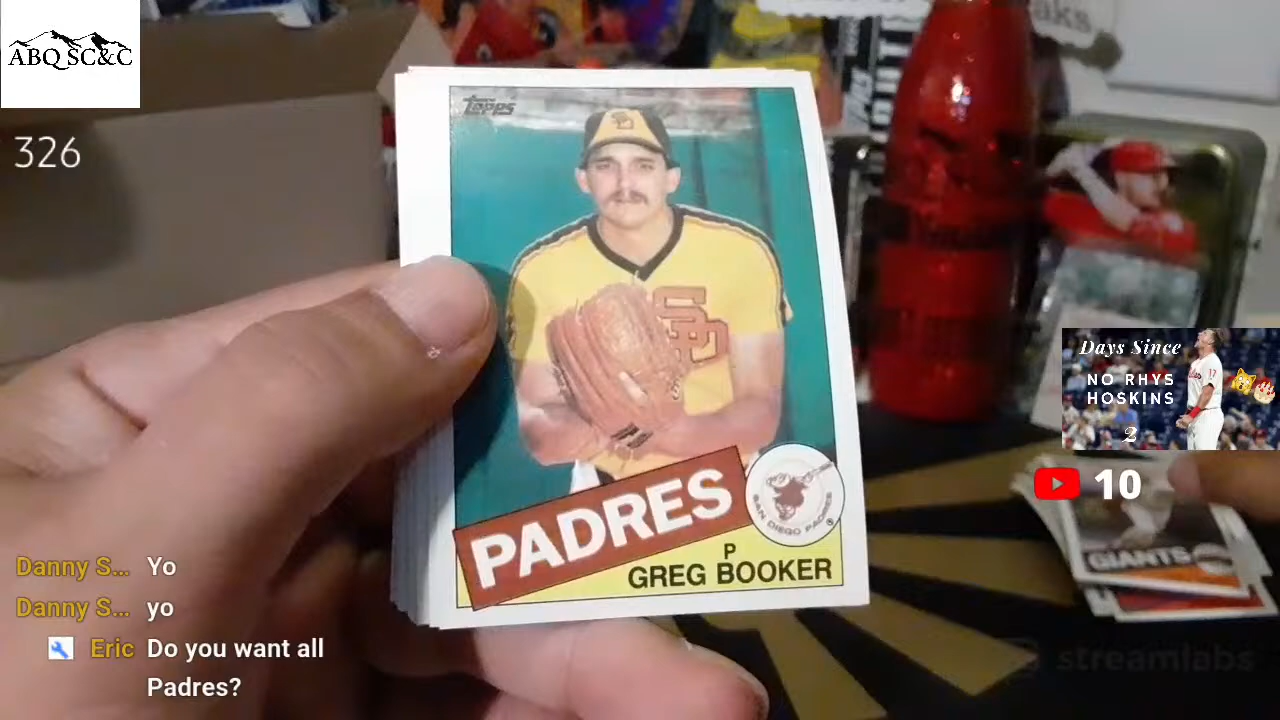 ABQ SC&C
326
Topps
SD
PADRES
SAN DIEGO PADRES
P
GREG BOOKER
Days Since
NO RHYS
HOSKINS
2
10
GIANTS
Danny S... Yo
Danny S... yo
Eric Do you want all
Padres?
streamlabs